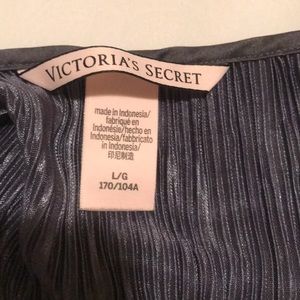 VICTORIA'S SECRET
made in Indonesia/
fabriqué en
Indonésie/hecho en
Indonesia/fabbricato
in Indonesia/
印尼制造
L/G
170/104A